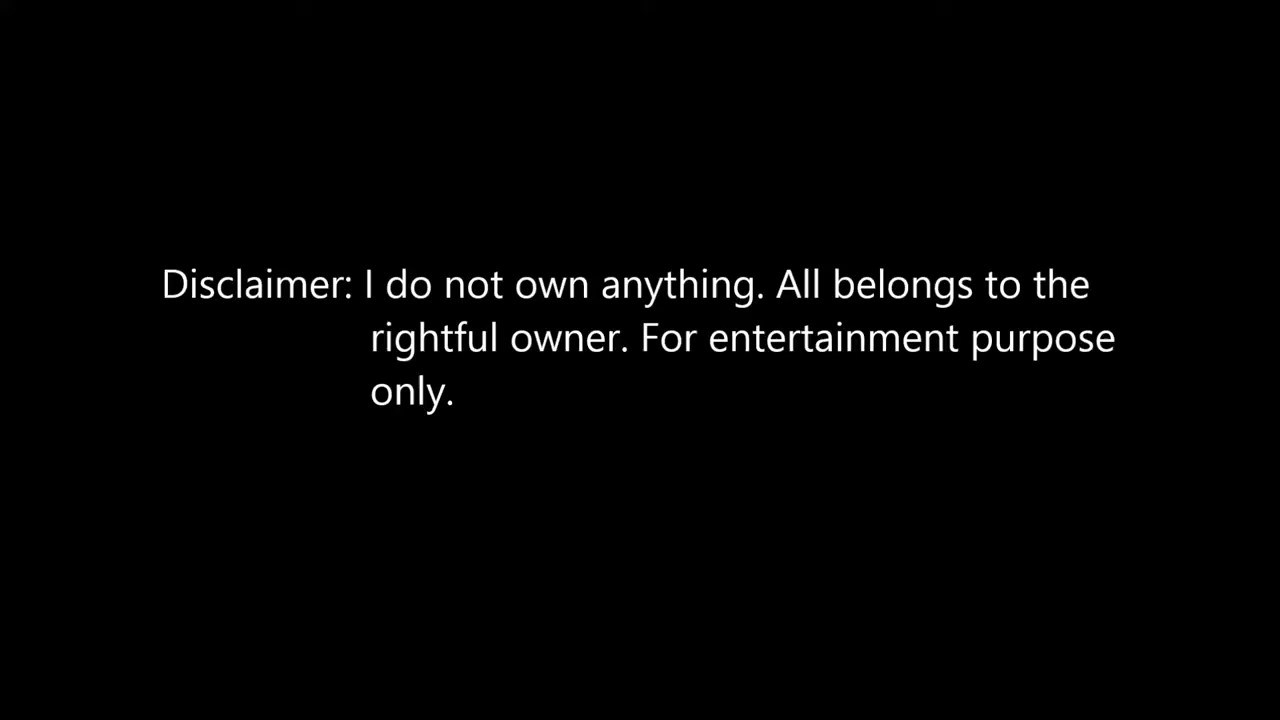 Disclaimer: I do not own anything. All belongs to the
rightful owner. For entertainment purpose
only.